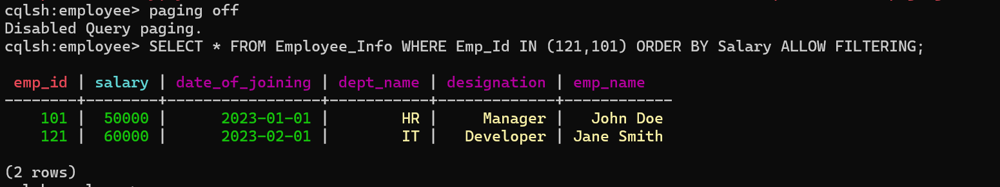 cqlsh:employee> paging off
Disabled Query paging.
cqlsh:employee> SELECT * FROM Employee_Info WHERE Emp_Id IN (121,101) ORDER BY Salary ALLOW FILTERING;
emp_id | salary | date_of_joining | dept_name | designation | emp_name
--------+--------+-----------------+-----------+-------------+------------
101 | 50000 | 2023-01-01 | HR | Manager | John Doe
121 | 60000 | 2023-02-01 | IT | Developer | Jane Smith
(2 rows)